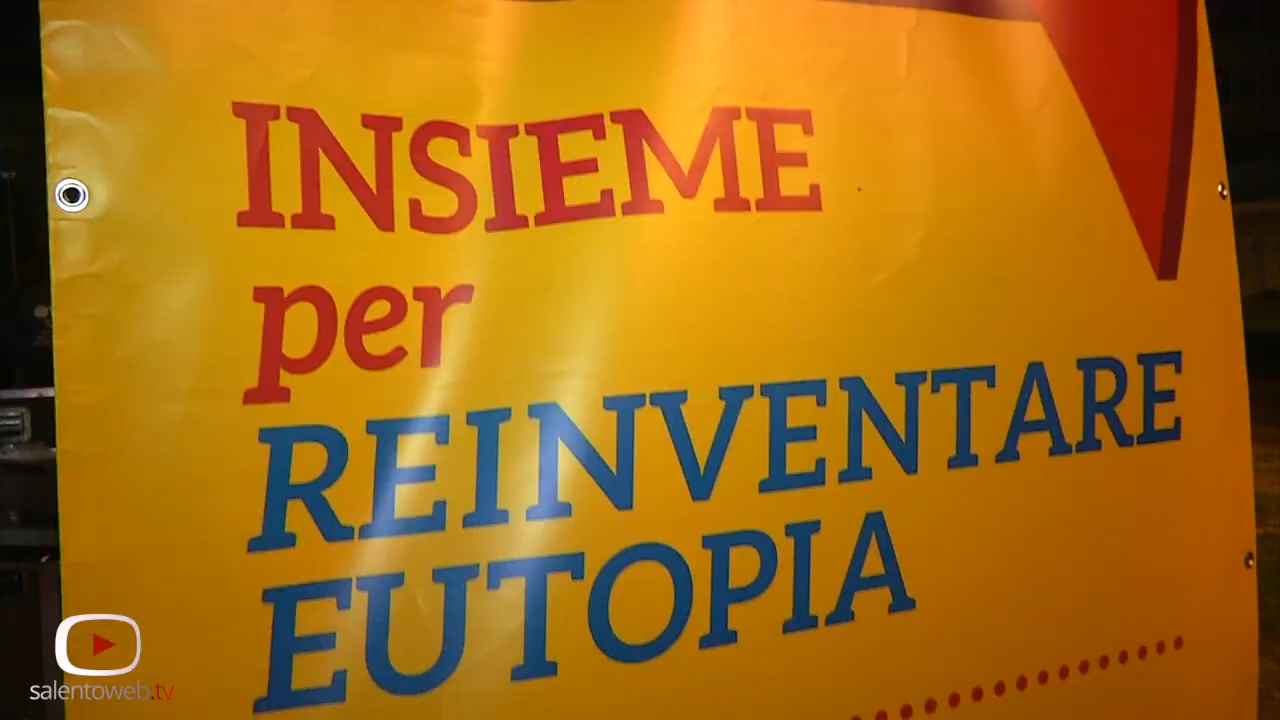 INSIEME
per
REINVENTARE
EUTOPIA
salentoweb.tv